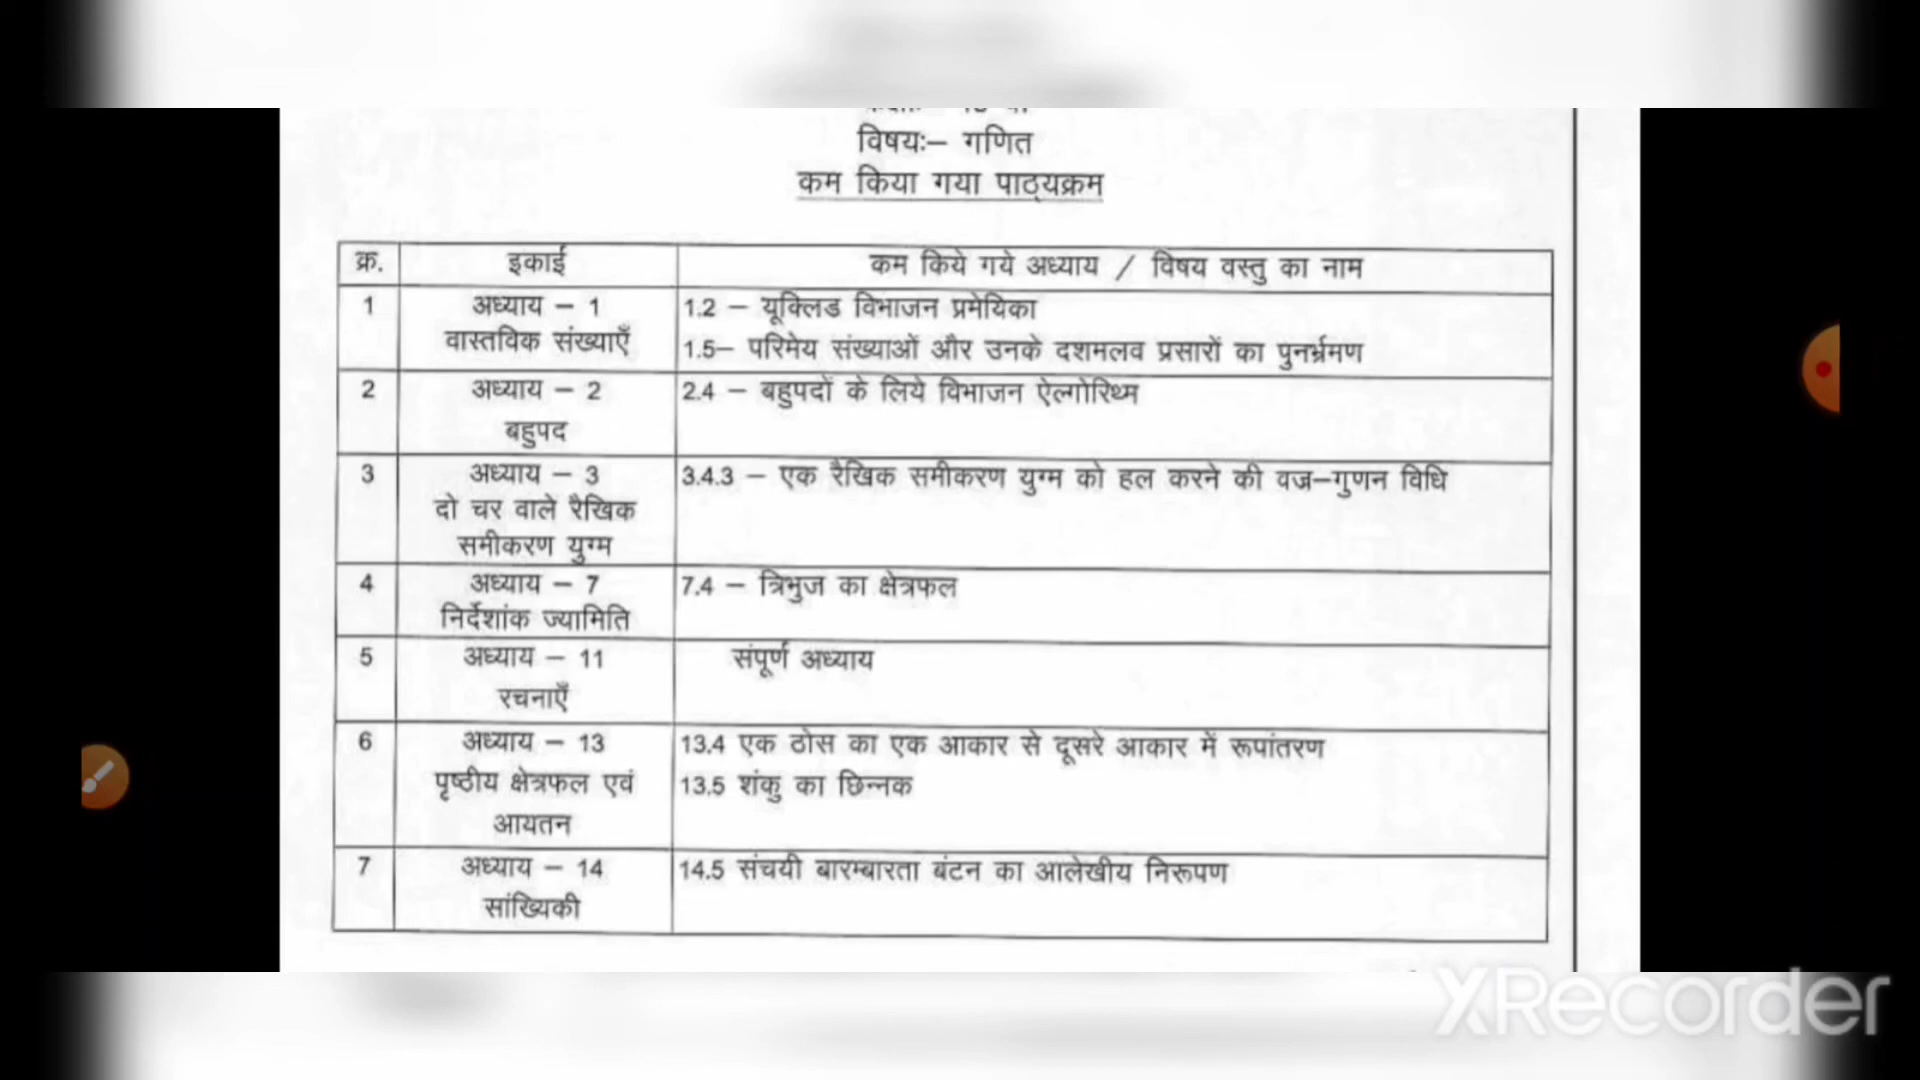 विषयः– गणित
कम किया गया पाठ्यक्रम
क्र. इकाई कम किये गये अध्याय / विषय वस्तु का नाम
1 अध्याय – 1 1.2 – यूक्लिड विभाजन प्रमेयिका
वास्तविक संख्याएँ 1.5– परिमेय संख्याओं और उनके दशमलव प्रसारों का पुनर्भ्रमण
2 अध्याय – 2 2.4 – बहुपदों के लिये विभाजन ऐल्गोरिथ्म
बहुपद
3 अध्याय – 3 3.4.3 – एक रैखिक समीकरण युग्म को हल करने की वज्र–गुणन विधि
दो चर वाले रैखिक
समीकरण युग्म
4 अध्याय – 7 7.4 – त्रिभुज का क्षेत्रफल
निर्देशांक ज्यामिति
5 अध्याय – 11 संपूर्ण अध्याय
रचनाएँ
6 अध्याय – 13 13.4 एक ठोस का एक आकार से दूसरे आकार में रूपांतरण
पृष्ठीय क्षेत्रफल एवं 13.5 शंकु का छिन्नक
आयतन
7 अध्याय – 14 14.5 संचयी बारम्बारता बंटन का आलेखीय निरूपण
सांख्यिकी
XRecorder